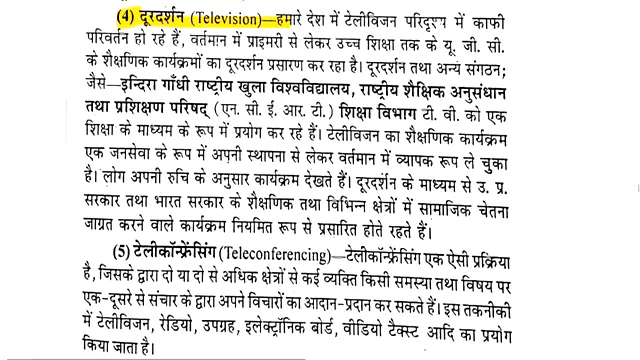 (4) दूरदर्शन (Television)—हमारे देश में टेलीविजन परिदृश्य में काफी
परिवर्तन हो रहे हैं, वर्तमान में प्राइमरी से लेकर उच्च शिक्षा तक के यू. जी. सी.
के शैक्षणिक कार्यक्रमों का दूरदर्शन प्रसारण कर रहा है। दूरदर्शन तथा अन्य संगठन;
जैसे—इन्दिरा गाँधी राष्ट्रीय खुला विश्वविद्यालय, राष्ट्रीय शैक्षिक अनुसंधान
तथा प्रशिक्षण परिषद् (एन. सी. ई. आर. टी.) शिक्षा विभाग टी. वी. को एक
शिक्षा के माध्यम के रूप में प्रयोग कर रहे हैं। टेलीविजन का शैक्षणिक कार्यक्रम
एक जनसेवा के रूप में अपनी स्थापना से लेकर वर्तमान में व्यापक रूप ले चुका
है। लोग अपनी रुचि के अनुसार कार्यक्रम देखते हैं। दूरदर्शन के माध्यम से उ. प्र.
सरकार तथा भारत सरकार के शैक्षणिक तथा विभिन्न क्षेत्रों में सामाजिक चेतना
जाग्रत करने वाले कार्यक्रम नियमित रूप से प्रसारित होते रहते हैं।
(5) टेलीकॉन्फ्रेंसिंग (Teleconferencing)—टेलीकॉन्फ्रेंसिंग एक ऐसी प्रक्रिया
है, जिसके द्वारा दो या दो से अधिक क्षेत्रों से कई व्यक्ति किसी समस्या तथा विषय पर
एक-दूसरे से संचार के द्वारा अपने विचारों का आदान-प्रदान कर सकते हैं। इस तकनीकी
में टेलीविजन, रेडियो, उपग्रह, इलेक्ट्रॉनिक बोर्ड, वीडियो टैक्स्ट आदि का प्रयोग
किया जाता है।